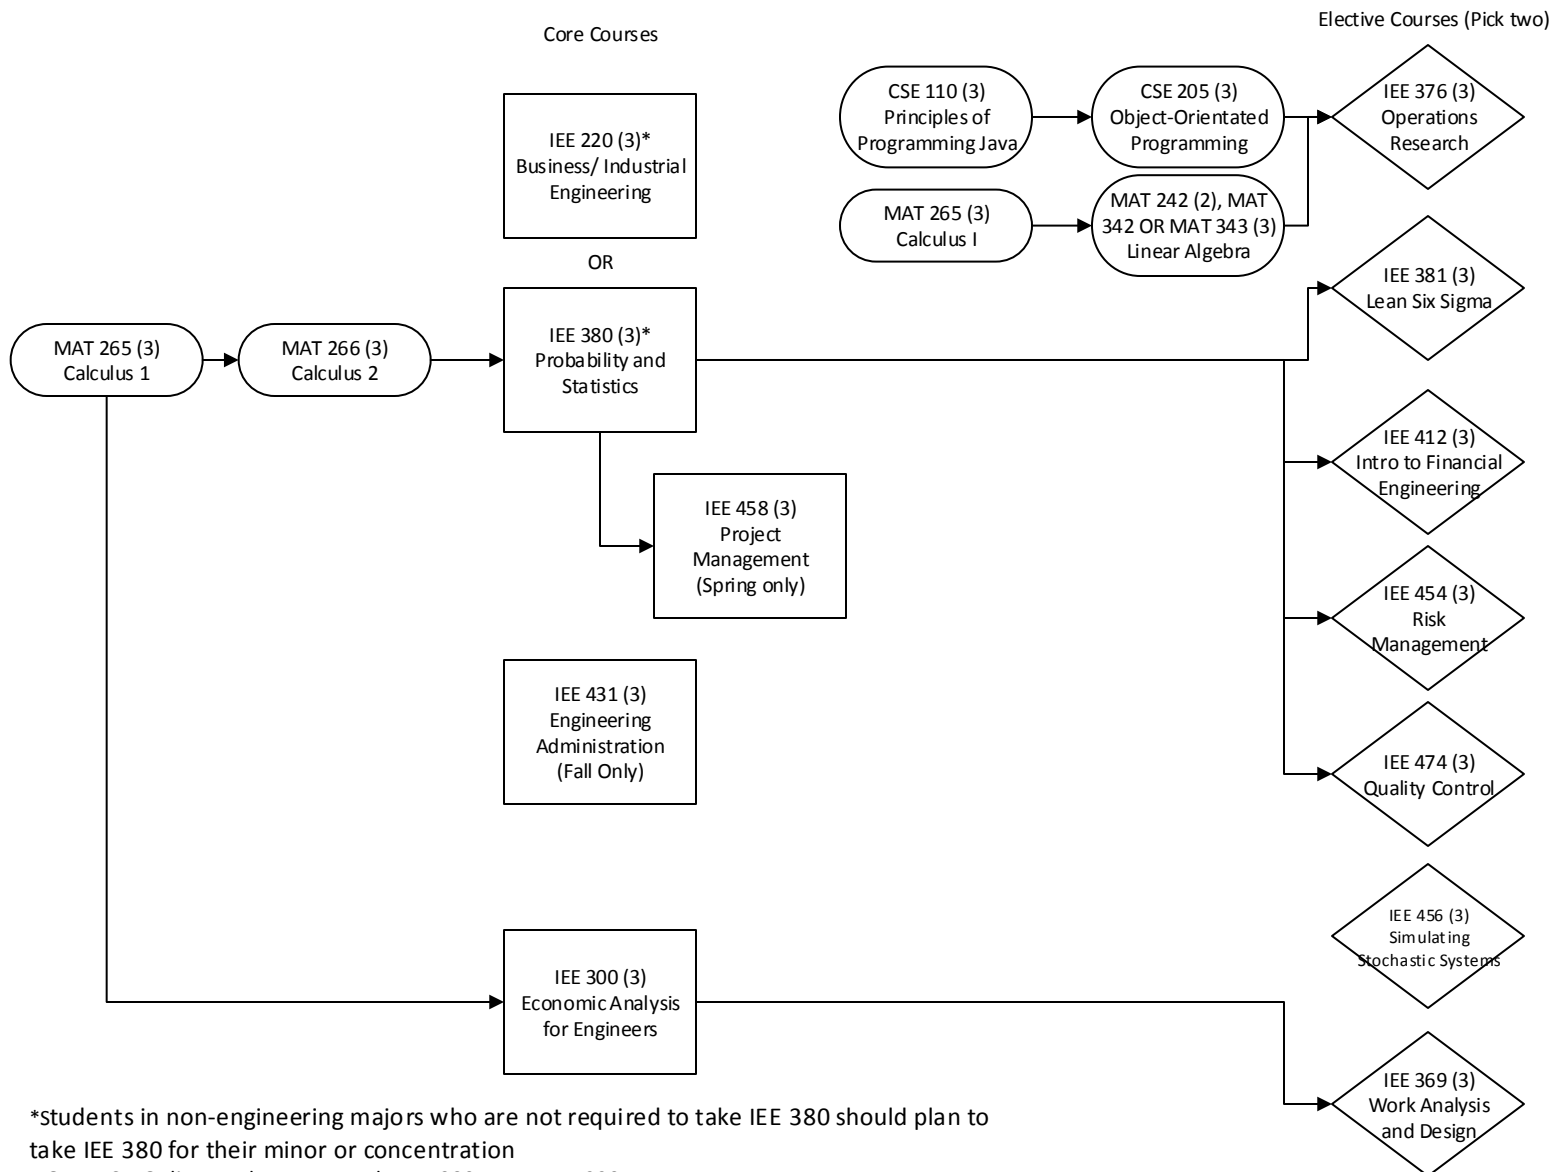 Core Courses
Elective Courses (Pick two)
IEE 220 (3)*
Business/ Industrial
Engineering
OR
IEE 380 (3)*
Probability and
Statistics
MAT 265 (3)
Calculus 1
MAT 266 (3)
Calculus 2
IEE 458 (3)
Project
Management
(Spring only)
IEE 431 (3)
Engineering
Administration
(Fall Only)
IEE 300 (3)
Economic Analysis
for Engineers
CSE 110 (3)
Principles of
Programming Java
CSE 205 (3)
Object-Orientated
Programming
MAT 265 (3)
Calculus I
MAT 242 (2), MAT
342 OR MAT 343 (3)
Linear Algebra
IEE 376 (3)
Operations
Research
IEE 381 (3)
Lean Six Sigma
IEE 412 (3)
Intro to Financial
Engineering
IEE 454 (3)
Risk
Management
IEE 474 (3)
Quality Control
IEE 456 (3)
Simulating
Stochastic Systems
IEE 369 (3)
Work Analysis
and Design
*Students in non-engineering majors who are not required to take IEE 380 should plan to
take IEE 380 for their minor or concentration